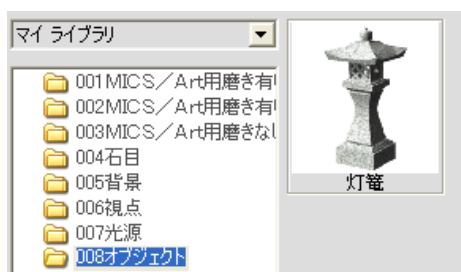 マイ ライブラリ
001MICS／Art用磨き有
002MICS／Art用磨き有
003MICS／Art用磨きな
004石目
005背景
006視点
007光源
008オブジェクト
灯篭